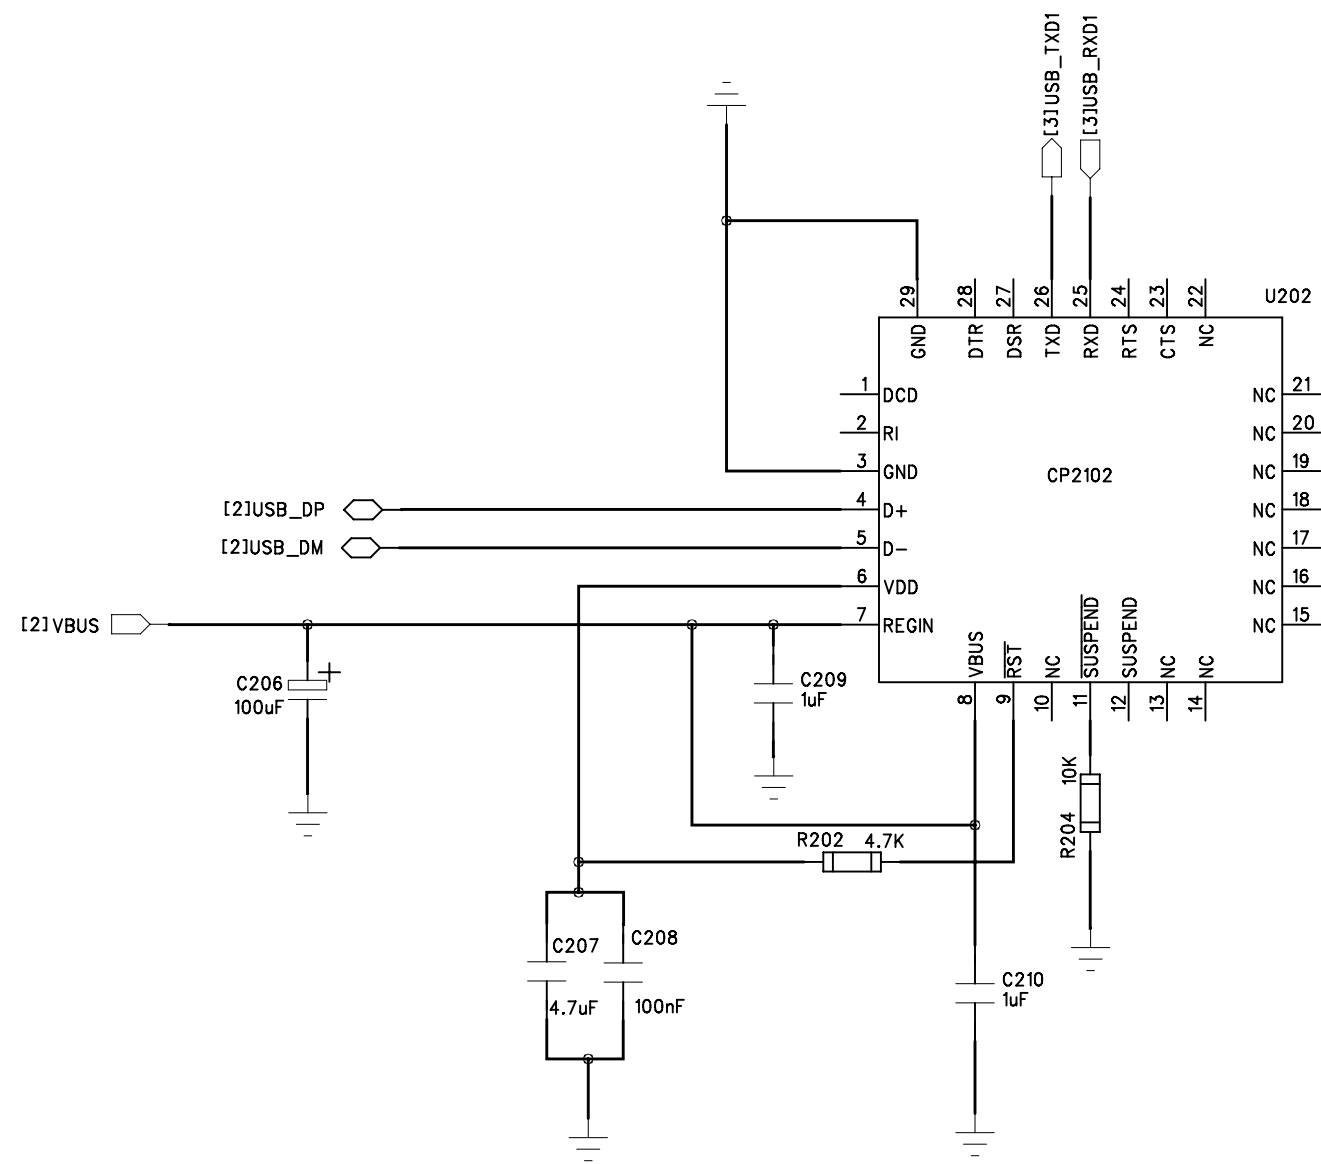 [3]USB_TXD1
[3]USB_RXD1
29
28
27
26
25
24
23
22
U202
GND
DTR
DSR
TXD
RXD
RTS
CTS
NC
1 DCD
NC 21
2 RI
NC 20
3 GND
CP2102
NC 19
[2]USB_DP
4 D+
NC 18
[2]USB_DM
5 D-
NC 17
6 VDD
NC 16
[2]VBUS
7 REGIN
NC 15
VBUS
RST
NC
SUSPEND
SUSPEND
NC
NC
8
9
10
11
12
13
14
C206
100uF
C209
1uF
R202 4.7K
R204 10K
C207
4.7uF
C208
100nF
C210
1uF